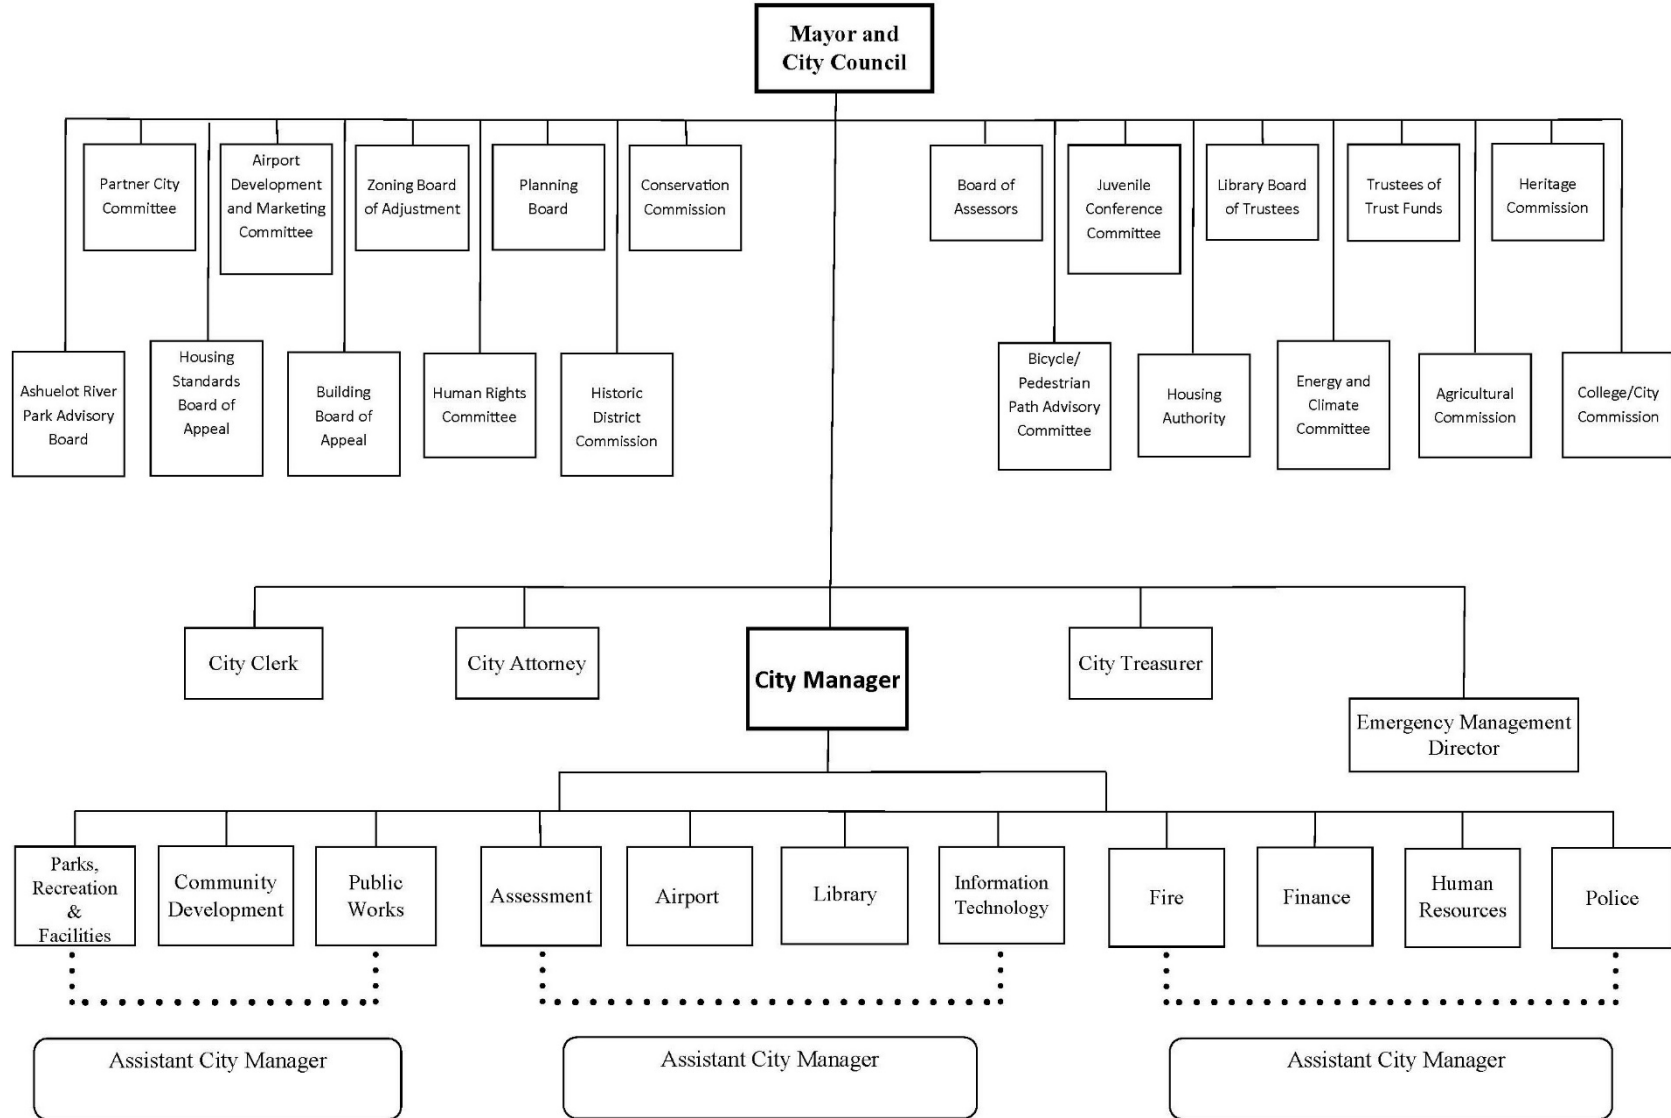 Mayor and
City Council
Partner City
Committee
Airport
Development
and Marketing
Committee
Zoning Board
of Adjustment
Planning
Board
Conservation
Commission
Board of
Assessors
Juvenile
Conference
Committee
Library Board
of Trustees
Trustees of
Trust Funds
Heritage
Commission
Ashuelot River
Park Advisory
Board
Housing
Standards
Board of
Appeal
Building
Board of
Appeal
Human Rights
Committee
Historic
District
Commission
Bicycle/
Pedestrian
Path Advisory
Committee
Housing
Authority
Energy and
Climate
Committee
Agricultural
Commission
College/City
Commission
City Clerk
City Attorney
City Manager
City Treasurer
Emergency Management
Director
Parks,
Recreation
&
Facilities
Community
Development
Public
Works
Assessment
Airport
Library
Information
Technology
Fire
Finance
Human
Resources
Police
Assistant City Manager
Assistant City Manager
Assistant City Manager